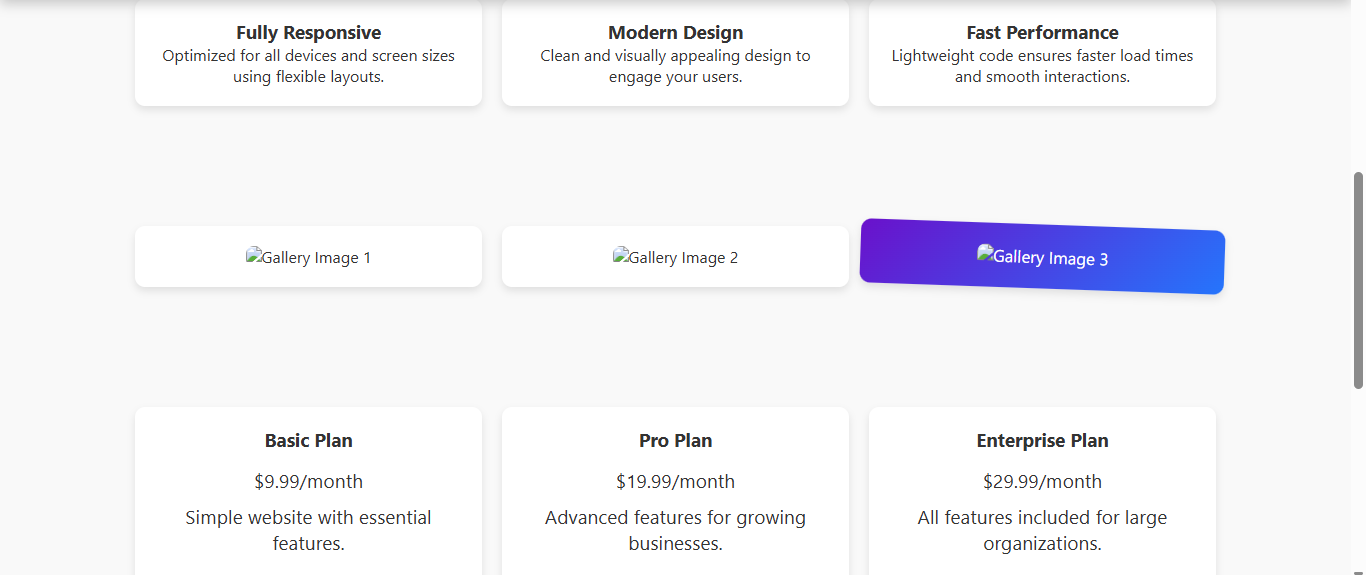 Fully Responsive
Optimized for all devices and screen sizes
using flexible layouts.
Modern Design
Clean and visually appealing design to
engage your users.
Fast Performance
Lightweight code ensures faster load times
and smooth interactions.
Gallery Image 1
Gallery Image 2
Gallery Image 3
Basic Plan
$9.99/month
Simple website with essential
features.
Pro Plan
$19.99/month
Advanced features for growing
businesses.
Enterprise Plan
$29.99/month
All features included for large
organizations.